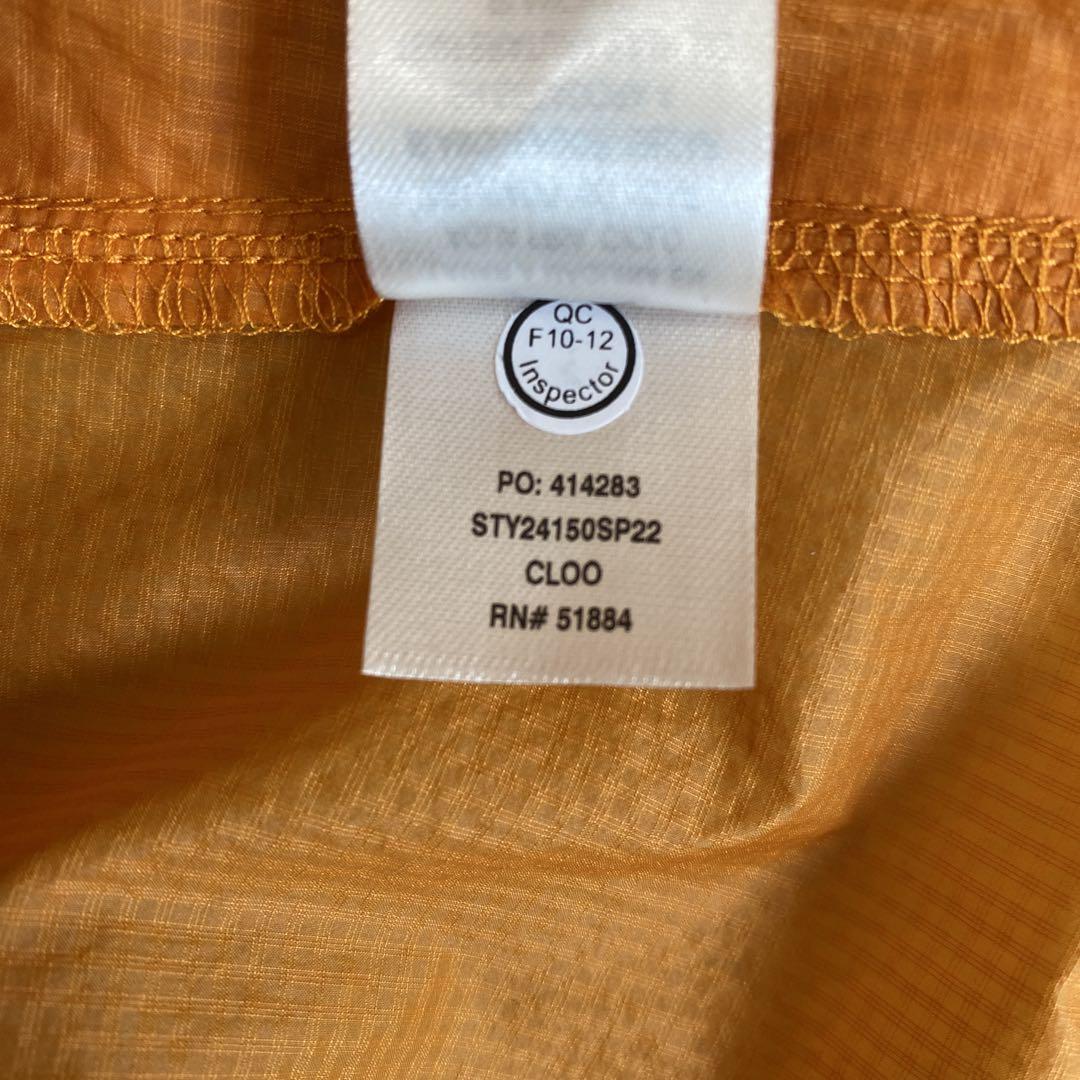 QC
F10-12
Inspector
PO: 414283
STY24150SP22
CLOO
RN# 51884